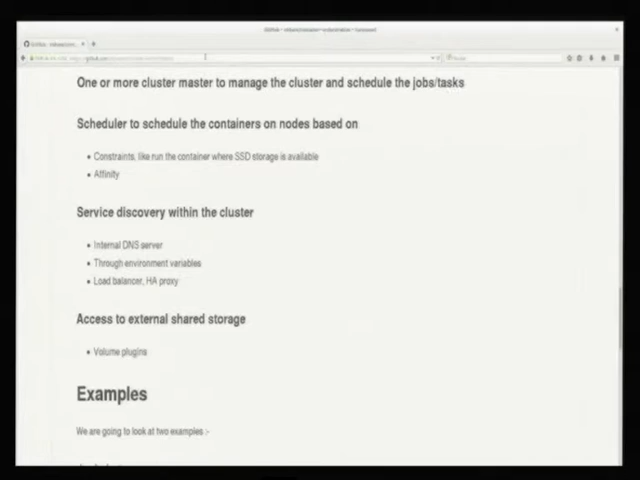 One or more cluster master to manage the cluster and schedule the jobs/tasks
Scheduler to schedule the containers on nodes based on
Constraints, like run the container where SSD storage is available
Affinity
Service discovery within the cluster
Internal DNS server
Through environment variables
Load balancer, HA proxy
Access to external shared storage
Volume plugins
Examples
We are going to look at two examples :-